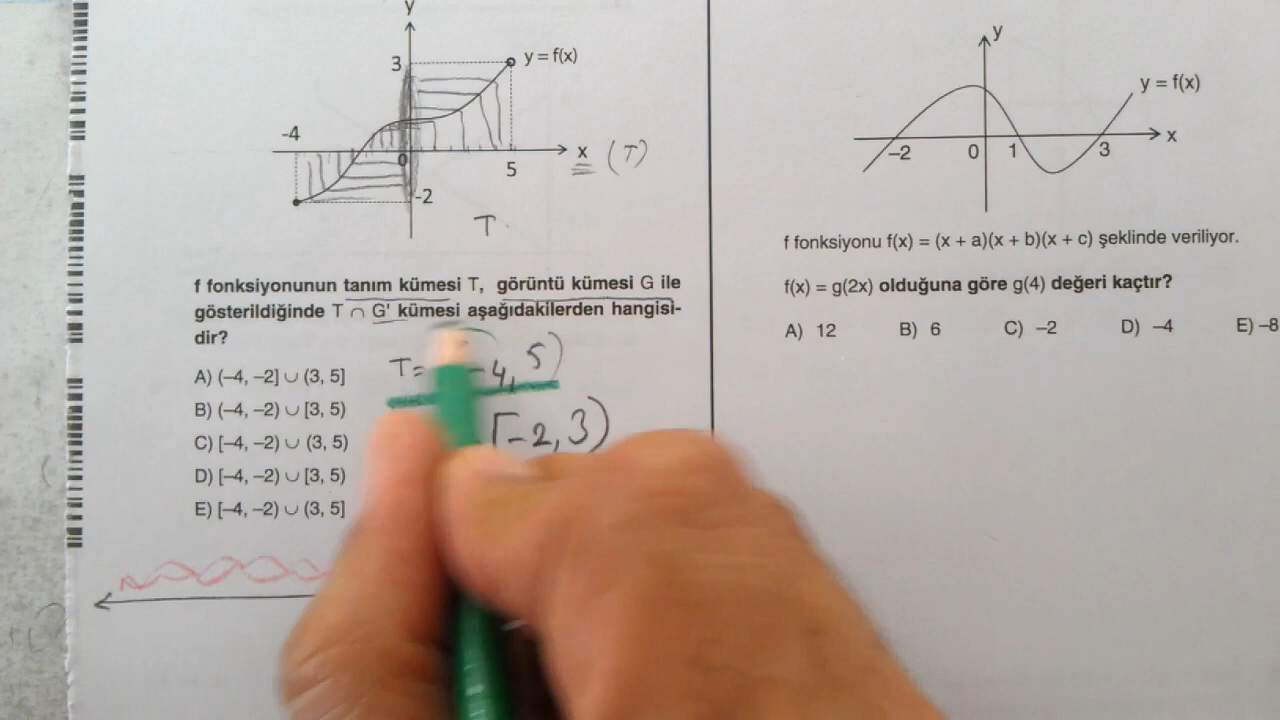 y
3
y = f(x)
-4
0
5
x (T)
-2
T
f fonksiyonunun tanım kümesi T, görüntü kümesi G ile
gösterildiğinde T ∩ G' kümesi aşağıdakilerden hangisi-
dir?
A) (–4, –2] ∪ (3, 5]
B) (–4, –2) ∪ [3, 5)
C) [–4, –2) ∪ (3, 5)
D) [–4, –2) ∪ [3, 5)
E) [–4, –2) ∪ (3, 5]
T= -4, 5)
[-2, 3)
y
y = f(x)
x
–2
0
1
3
f fonksiyonu f(x) = (x + a)(x + b)(x + c) şeklinde veriliyor.
f(x) = g(2x) olduğuna göre g(4) değeri kaçtır?
A) 12 B) 6 C) –2 D) –4 E) –8